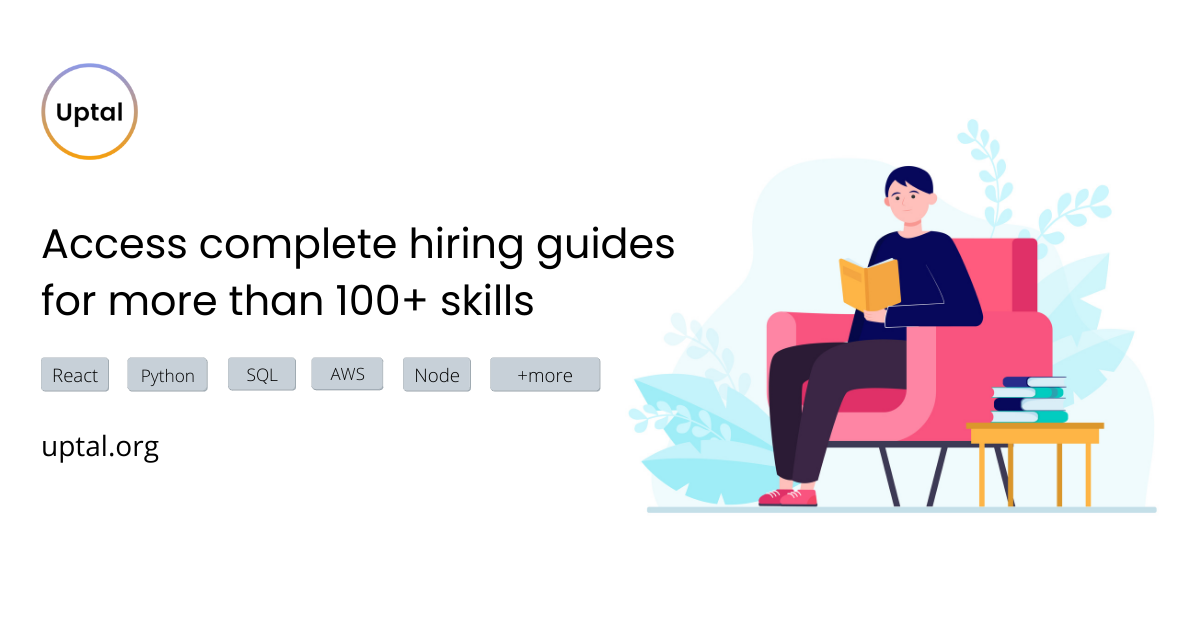 Uptal
Access complete hiring guides
for more than 100+ skills
React Python SQL AWS Node +more
uptal.org